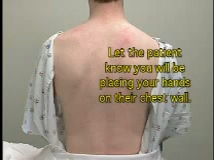 Let the patient
know you will be
placing your hands
on their chest wall.